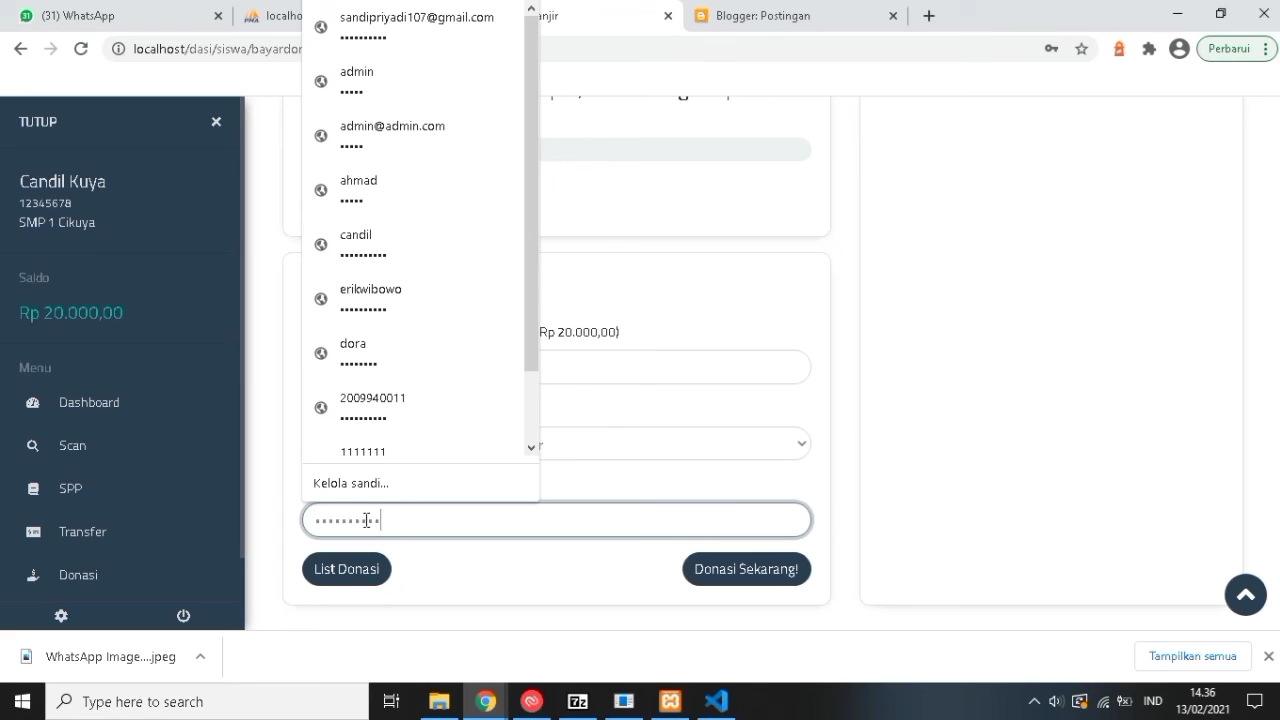 (31) WhatsApp
localho
anjir
Blogger: Postingan
localhost/dasi/siswa/bayardor
Perbarui
sandipriyadi107@gmail.com
••••••••••
admin
•••••
admin@admin.com
•••••
ahmad
•••••
candil
••••••••••
erikwibowo
••••••••••
dora
••••••••
2009940011
••••••••••
1111111
Kelola sandi...
TUTUP
Candil Kuya
12345678
SMP 1 Cikuya
Saldo
Rp 20.000,00
Menu
Dashboard
Scan
SPP
Transfer
Donasi
Rp 20.000,00)
••••••••••
List Donasi
Donasi Sekarang!
WhatsApp Image....jpeg
Tampilkan semua
Type here to search
IND
14.36
13/02/2021